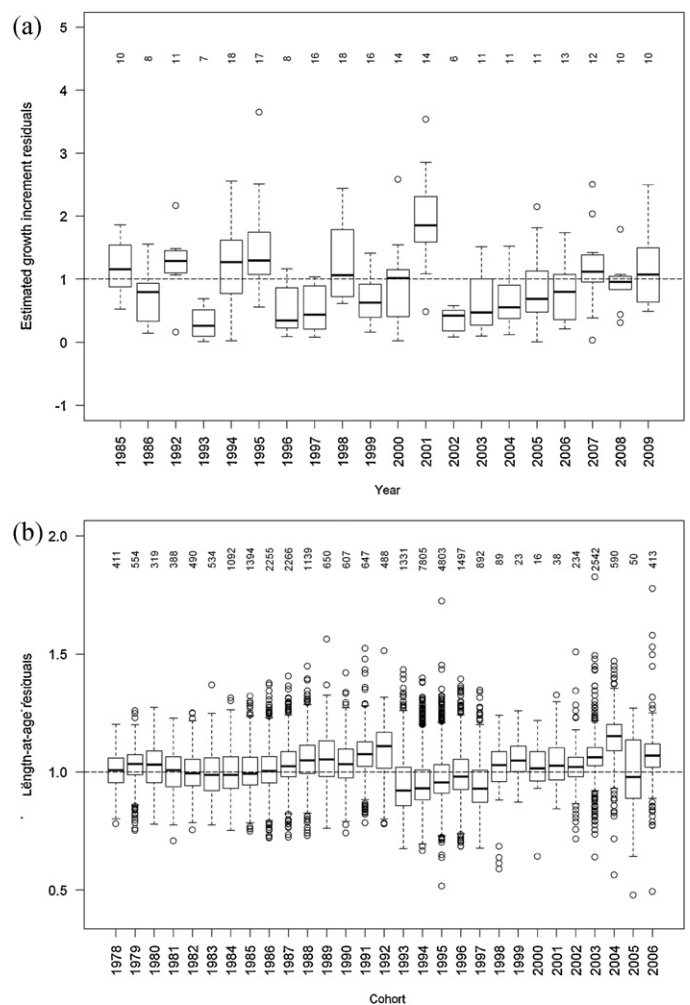 (a)
5
4
3
2
1
0
-1
Estimated growth increment residuals
10 8 11 7 18 17 8 16 18 16 14 14 6 11 11 11 13 12 10 10
1985 1986 1992 1993 1994 1995 1996 1997 1998 1999 2000 2001 2002 2003 2004 2005 2006 2007 2008 2009
Year
(b)
2.0
1.5
1.0
0.5
Length-at-age residuals
411 554 319 388 490 534 1092 1394 2255 2266 1139 650 607 647 488 1331 7805 4803 1497 892 89 23 16 38 234 2542 590 50 413
1978 1979 1980 1981 1982 1983 1984 1985 1986 1987 1988 1989 1990 1991 1992 1993 1994 1995 1996 1997 1998 1999 2000 2001 2002 2003 2004 2005 2006
Cohort